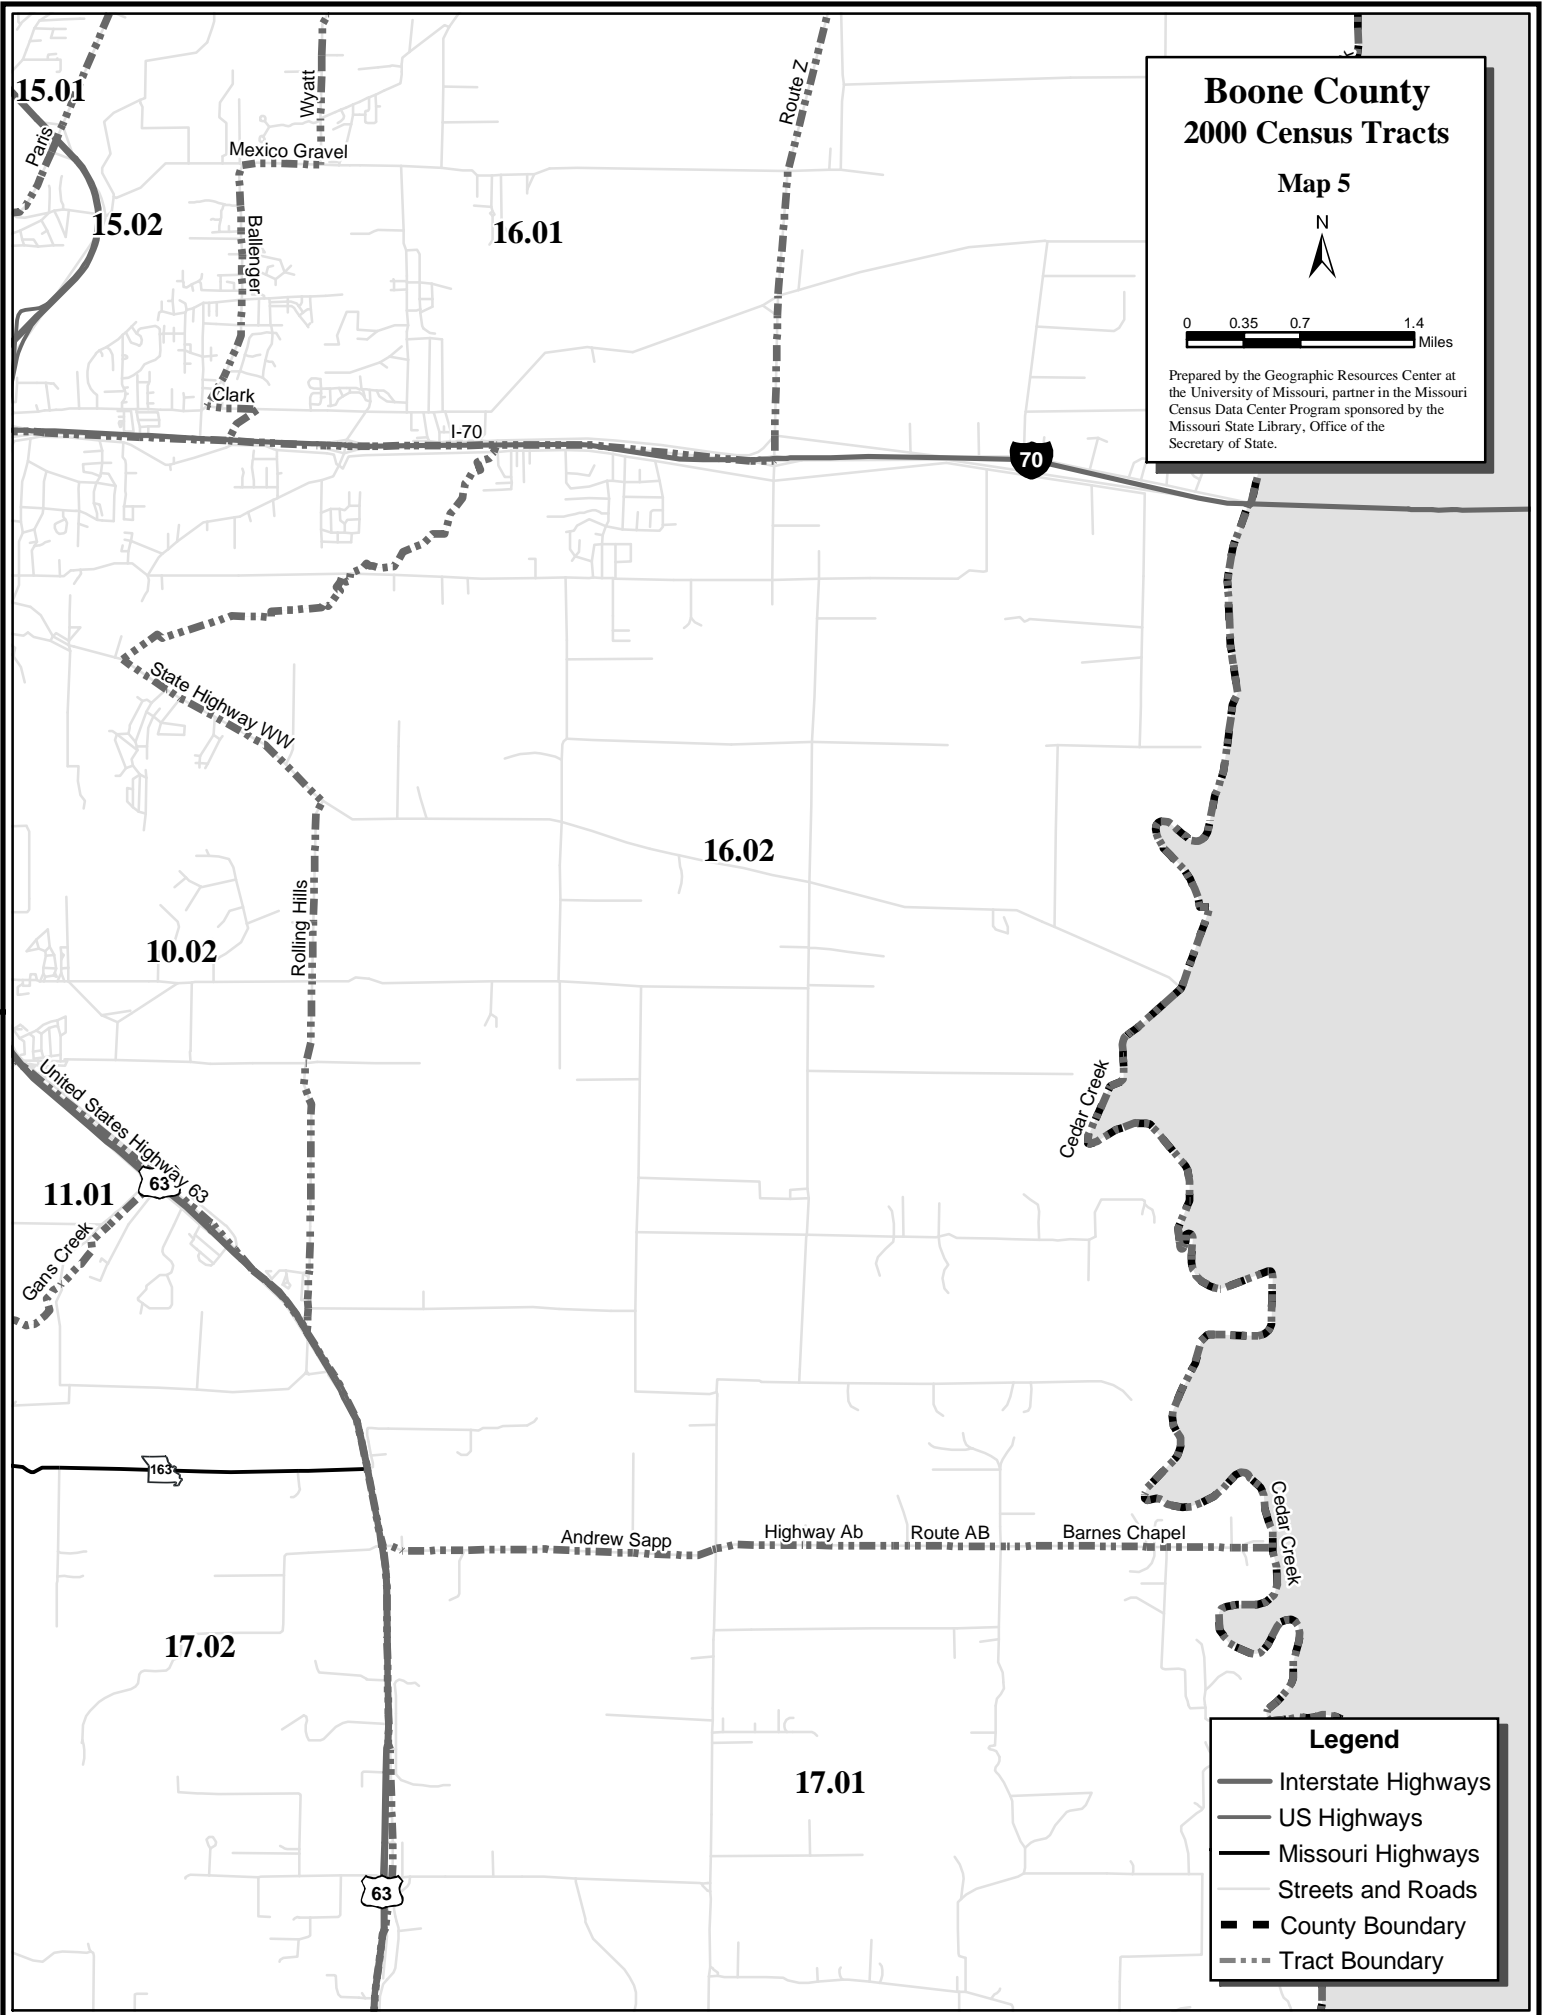 Boone County
2000 Census Tracts
Map 5
N
0 0.35 0.7 1.4
Miles
Prepared by the Geographic Resources Center at
the University of Missouri, partner in the Missouri
Census Data Center Program sponsored by the
Missouri State Library, Office of the
Secretary of State.
15.01
Paris
Wyatt
Route Z
Mexico Gravel
15.02
Ballenger
16.01
Clark
I-70
70
State Highway WW
16.02
Rolling Hills
10.02
United States Highway 63
63
Cedar Creek
11.01
Gans Creek
163
Cedar Creek
Andrew Sapp
Highway Ab
Route AB
Barnes Chapel
17.02
17.01
63
Legend
Interstate Highways
US Highways
Missouri Highways
Streets and Roads
County Boundary
Tract Boundary